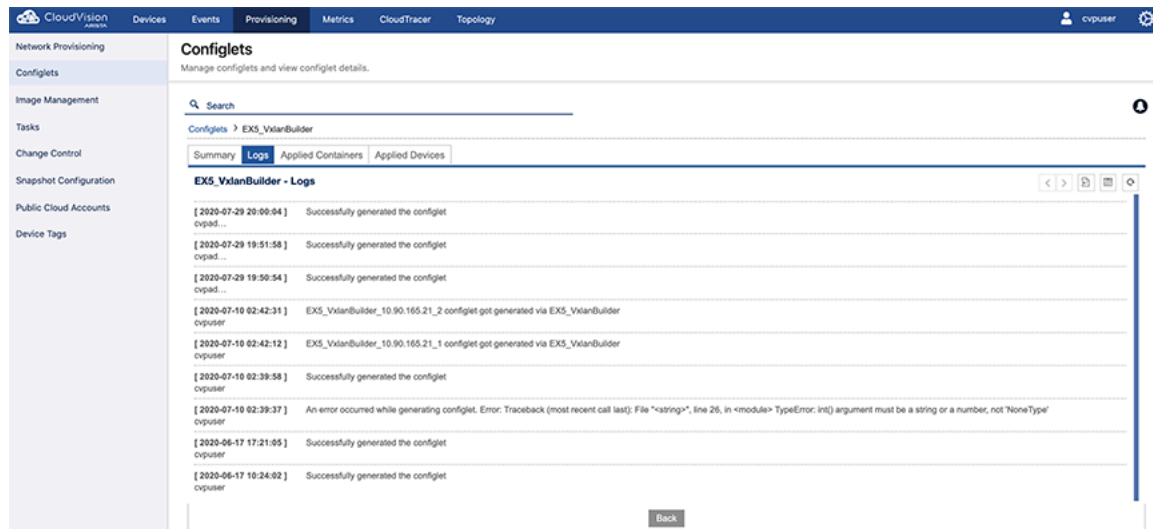 CloudVision
ARISTA
Devices Events Provisioning Metrics CloudTracer Topology cvpuser
Network Provisioning
Configlets
Image Management
Tasks
Change Control
Snapshot Configuration
Public Cloud Accounts
Device Tags
Configlets
Manage configlets and view configlet details.
Search
Configlets > EX5_VxlanBuilder
Summary Logs Applied Containers Applied Devices
EX5_VxlanBuilder - Logs
[ 2020-07-29 20:00:04 ] Successfully generated the configlet
cvpad...
[ 2020-07-29 19:51:58 ] Successfully generated the configlet
cvpad...
[ 2020-07-29 19:50:54 ] Successfully generated the configlet
cvpad...
[ 2020-07-10 02:42:31 ] EX5_VxlanBuilder_10.90.165.21_2 configlet got generated via EX5_VxlanBuilder
cvpuser
[ 2020-07-10 02:42:12 ] EX5_VxlanBuilder_10.90.165.21_1 configlet got generated via EX5_VxlanBuilder
cvpuser
[ 2020-07-10 02:39:58 ] Successfully generated the configlet
cvpuser
[ 2020-07-10 02:39:37 ] An error occurred while generating configlet. Error: Traceback (most recent call last): File "<string>", line 26, in <module> TypeError: int() argument must be a string or a number, not 'NoneType'
cvpuser
[ 2020-06-17 17:21:05 ] Successfully generated the configlet
cvpuser
[ 2020-06-17 10:24:02 ] Successfully generated the configlet
cvpuser
Back